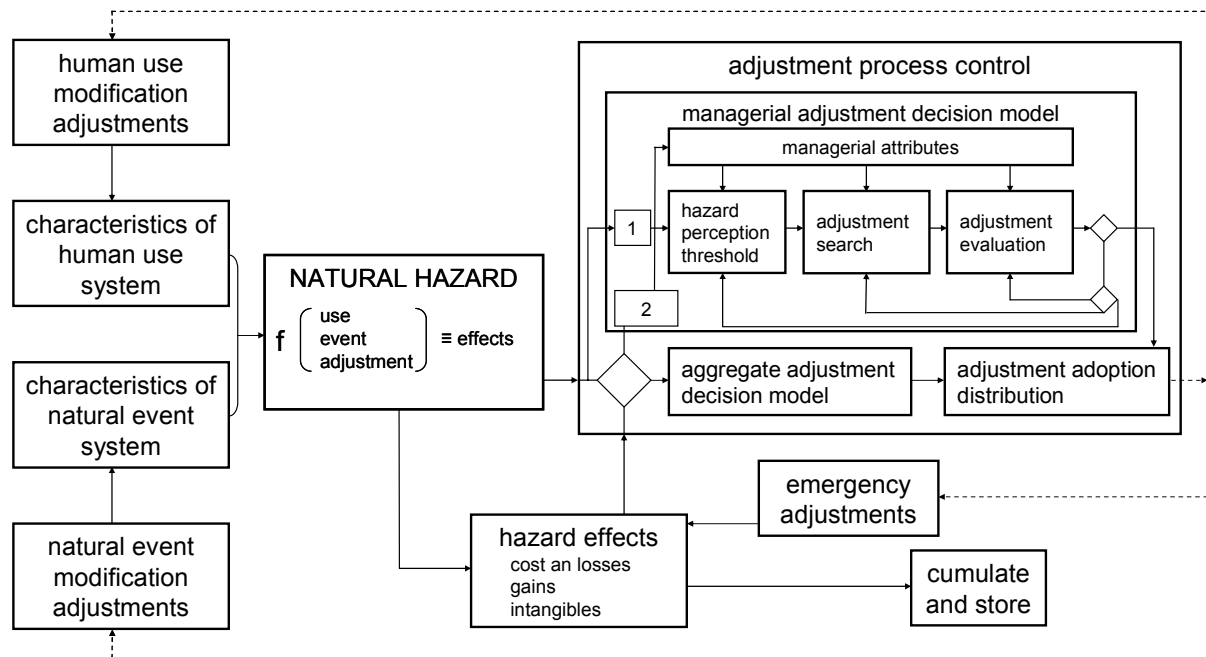 human use
modification
adjustments
characteristics of
human use
system
characteristics of
natural event
system
natural event
modification
adjustments
NATURAL HAZARD
f
use
event
adjustment
≡ effects
adjustment process control
managerial adjustment decision model
managerial attributes
1
hazard
perception
threshold
adjustment
search
adjustment
evaluation
2
aggregate adjustment
decision model
adjustment adoption
distribution
emergency
adjustments
hazard effects
cost an losses
gains
intangibles
cumulate
and store